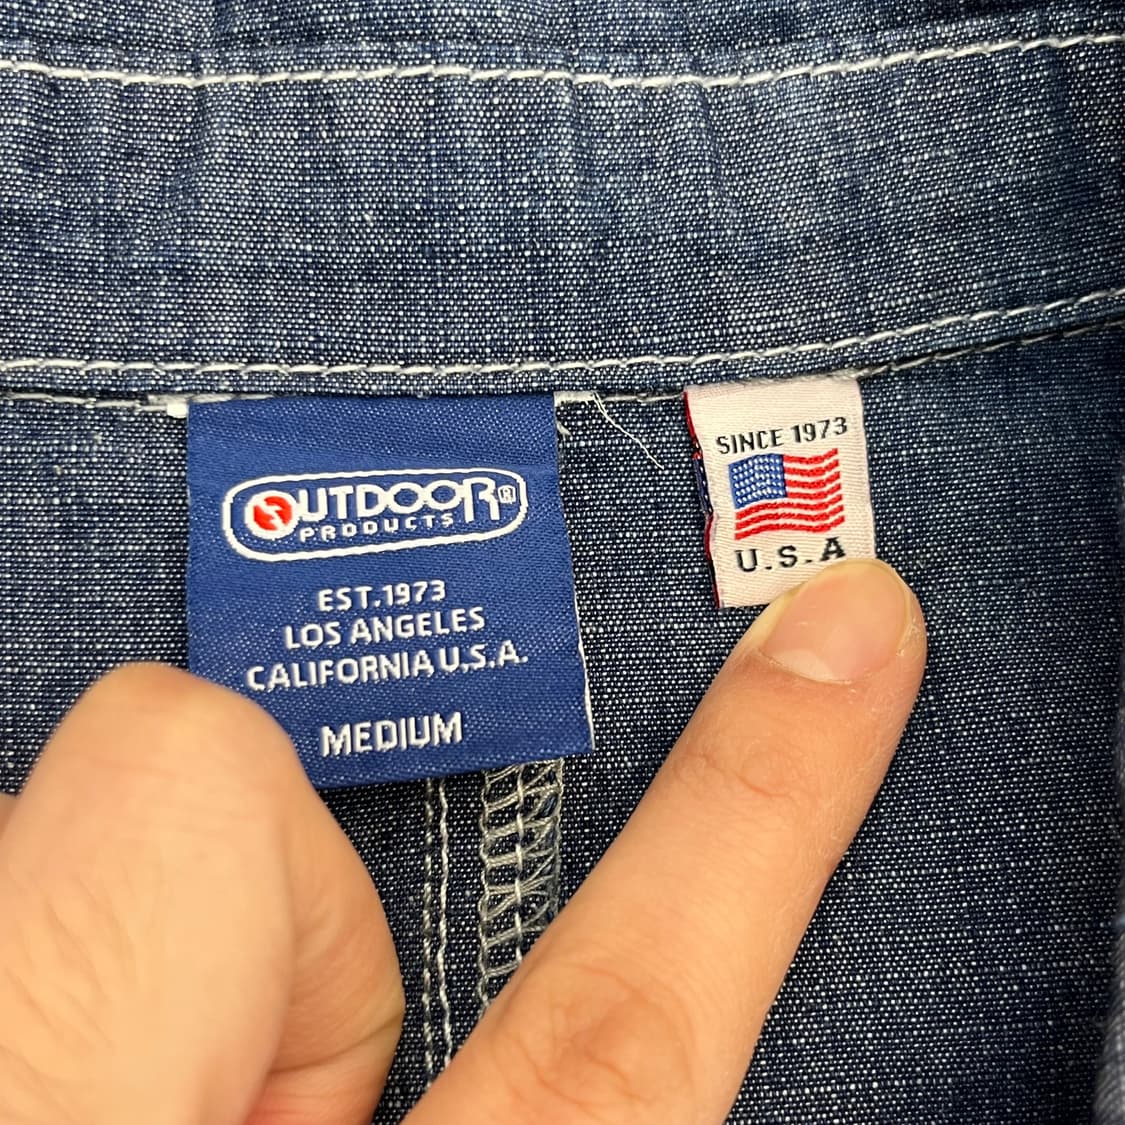 OUTDOOR®
PRODUCTS
EST.1973
LOS ANGELES
CALIFORNIA U.S.A.
MEDIUM
SINCE 1973
U.S.A